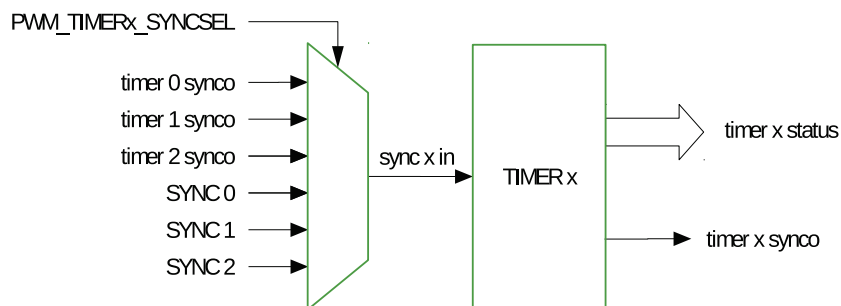 PWM_TIMERx_SYNCSEL
timer 0 synco
timer 1 synco
timer 2 synco
SYNC 0
SYNC 1
SYNC 2
sync x in
TIMER x
timer x status
timer x synco